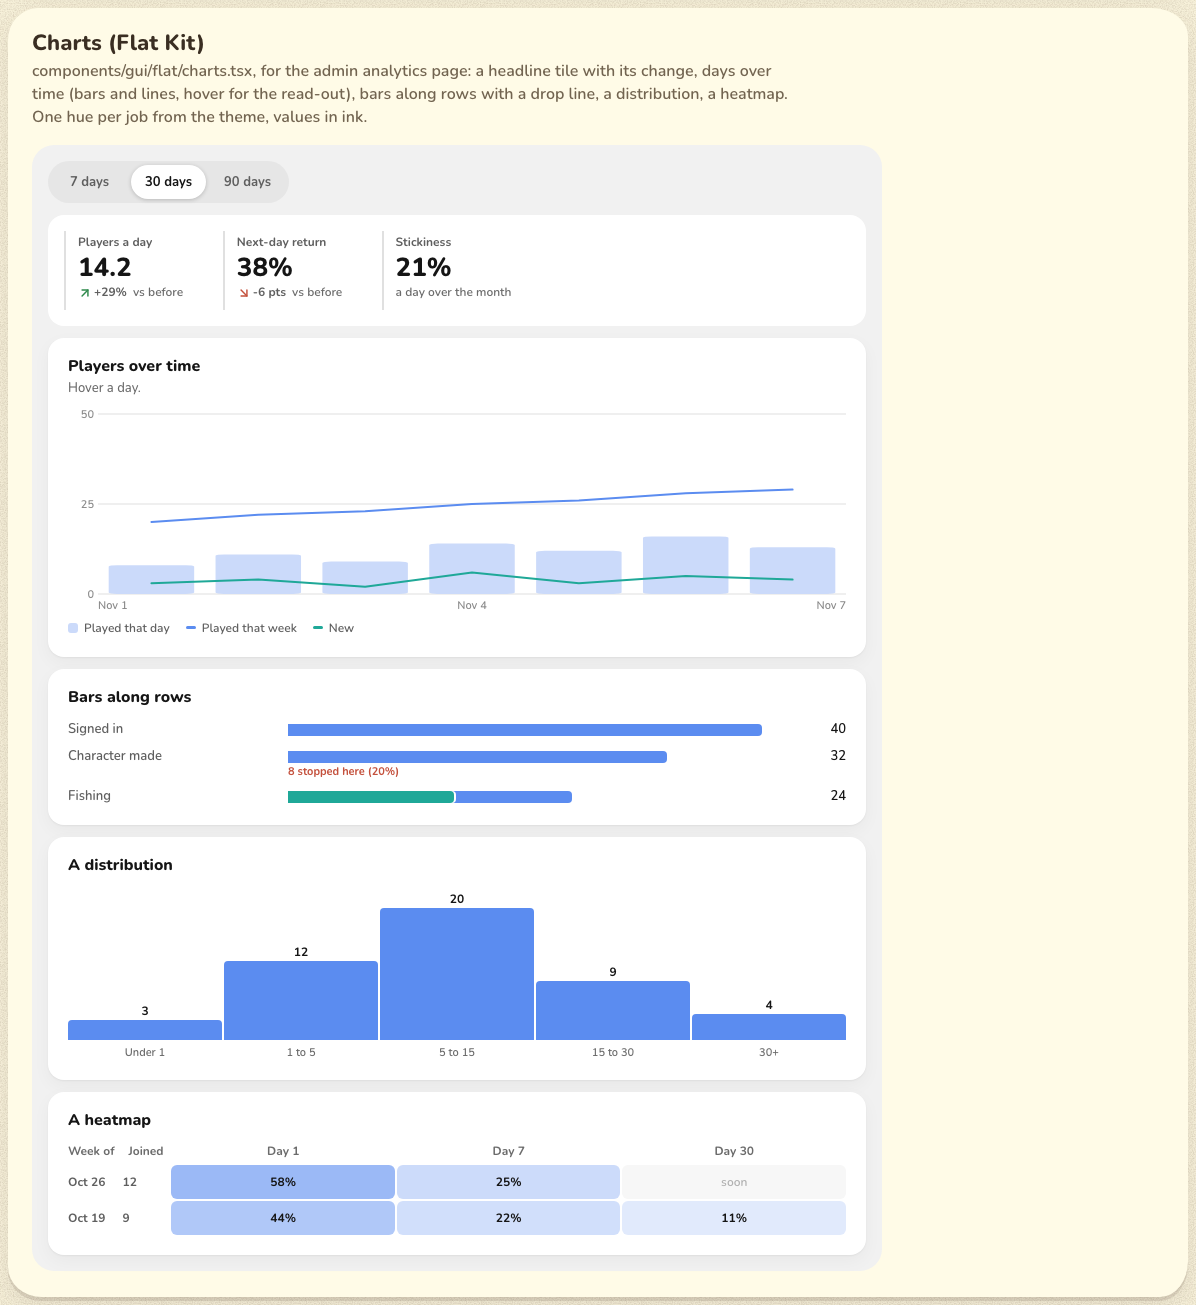 Charts (Flat Kit)
components/gui/flat/charts.tsx, for the admin analytics page: a headline tile with its change, days over
time (bars and lines, hover for the read-out), bars along rows with a drop line, a distribution, a heatmap.
One hue per job from the theme, values in ink.
7 days 30 days 90 days
Players a day Next-day return Stickiness
14.2 38% 21%
+29% vs before -6 pts vs before a day over the month
Players over time
Hover a day.
50
25
0
Nov 1 Nov 4 Nov 7
Played that day Played that week New
Bars along rows
Signed in 40
Character made 32
8 stopped here (20%)
Fishing 24
A distribution
20
12
9
4
3
Under 1 1 to 5 5 to 15 15 to 30 30+
A heatmap
Week of Joined Day 1 Day 7 Day 30
Oct 26 12 58% 25% soon
Oct 19 9 44% 22% 11%